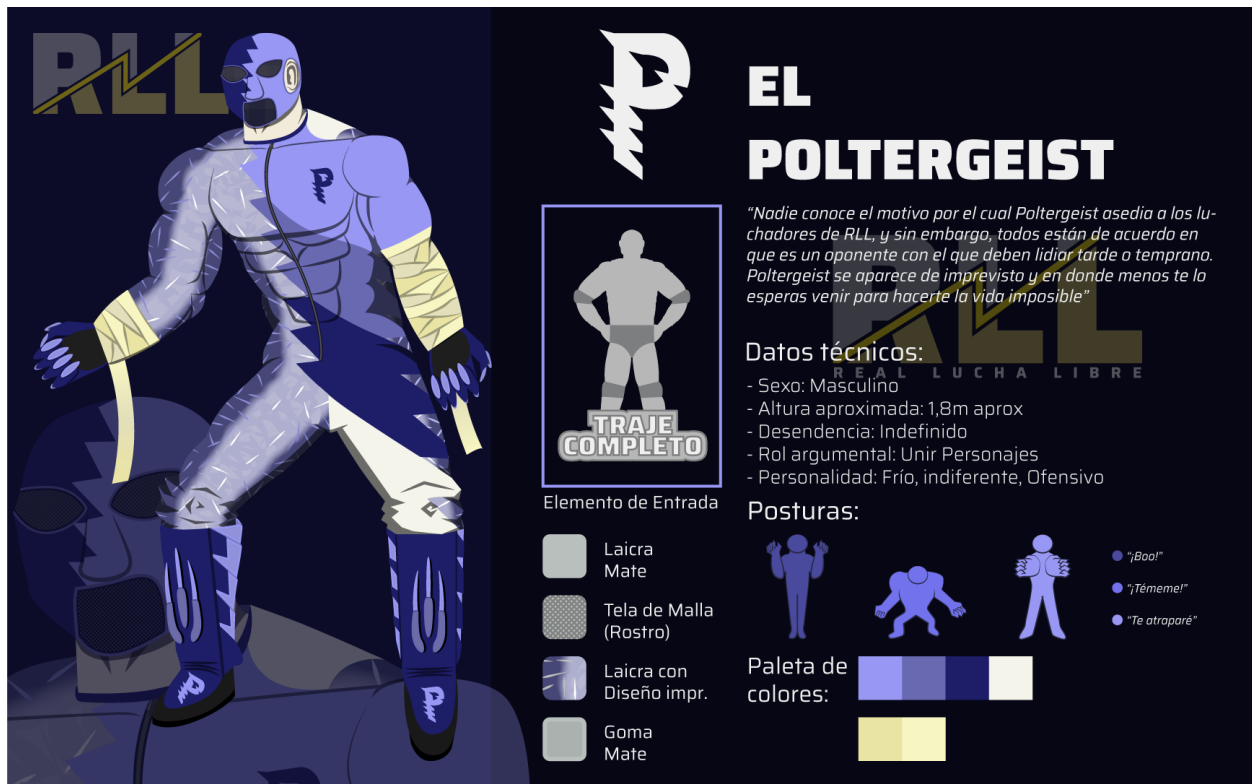 RLL
P
EL
POLTERGEIST
“Nadie conoce el motivo por el cual Poltergeist asedia a los lu-
chadores de RLL, y sin embargo, todos están de acuerdo en
que es un oponente con el que deben lidiar tarde o temprano.
Poltergeist se aparece de imprevisto y en donde menos te lo
esperas venir para hacerte la vida imposible”
RLL
REAL LUCHA LIBRE
Datos técnicos:
- Sexo: Masculino
- Altura aproximada: 1,8m aprox
- Desendencia: Indefinido
- Rol argumental: Unir Personajes
- Personalidad: Frío, indiferente, Ofensivo
TRAJE
COMPLETO
Elemento de Entrada
Laicra
Mate
Tela de Malla
(Rostro)
Laicra con
Diseño impr.
Goma
Mate
Posturas:
“¡Boo!”
“¡Témeme!”
“Te atraparé”
Paleta de
colores:
P
P
P